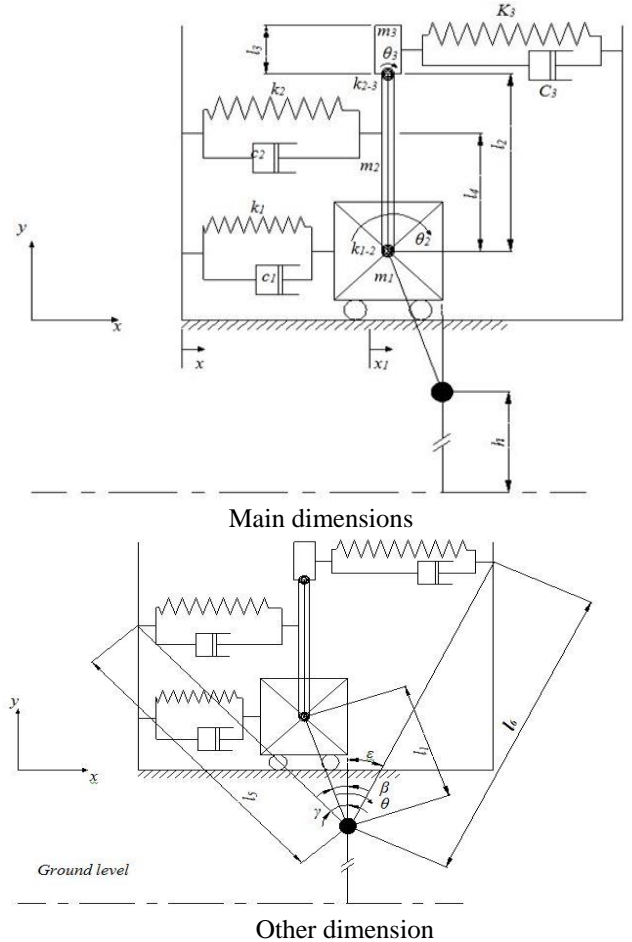 m3
K3
l3
θ3
k2-3
C3
k2
c2
m2
l2
l4
k1
c1
k1-2
θ2
m1
y
x
x
x1
h
Main dimensions
y
x
ε
l1
l6
l5
β
θ
γ
Ground level
Other dimension